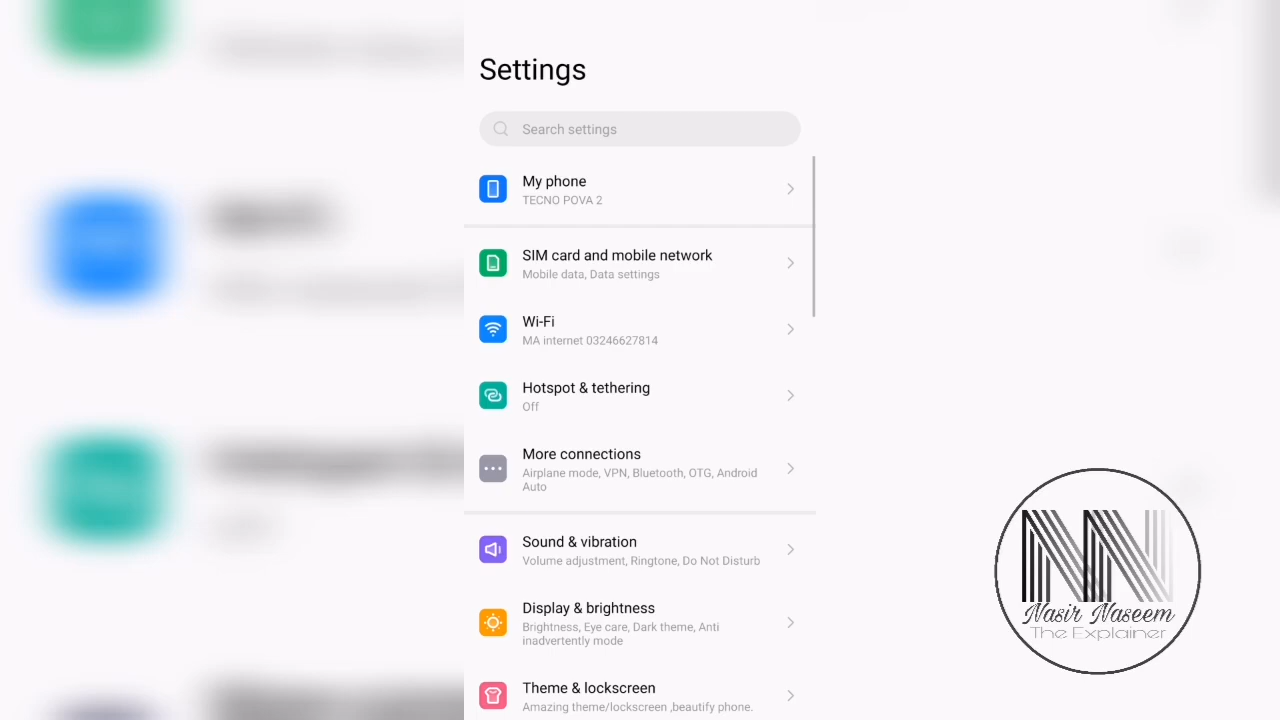 Settings
Search settings
My phone
TECNO POVA 2
SIM card and mobile network
Mobile data, Data settings
Wi-Fi
MA internet 03246627814
Hotspot & tethering
Off
More connections
Airplane mode, VPN, Bluetooth, OTG, Android
Auto
Sound & vibration
Volume adjustment, Ringtone, Do Not Disturb
Display & brightness
Brightness, Eye care, Dark theme, Anti
inadvertently mode
Theme & lockscreen
Amazing theme/lockscreen ,beautify phone.
NN
Nasir Naseem
The Explainer